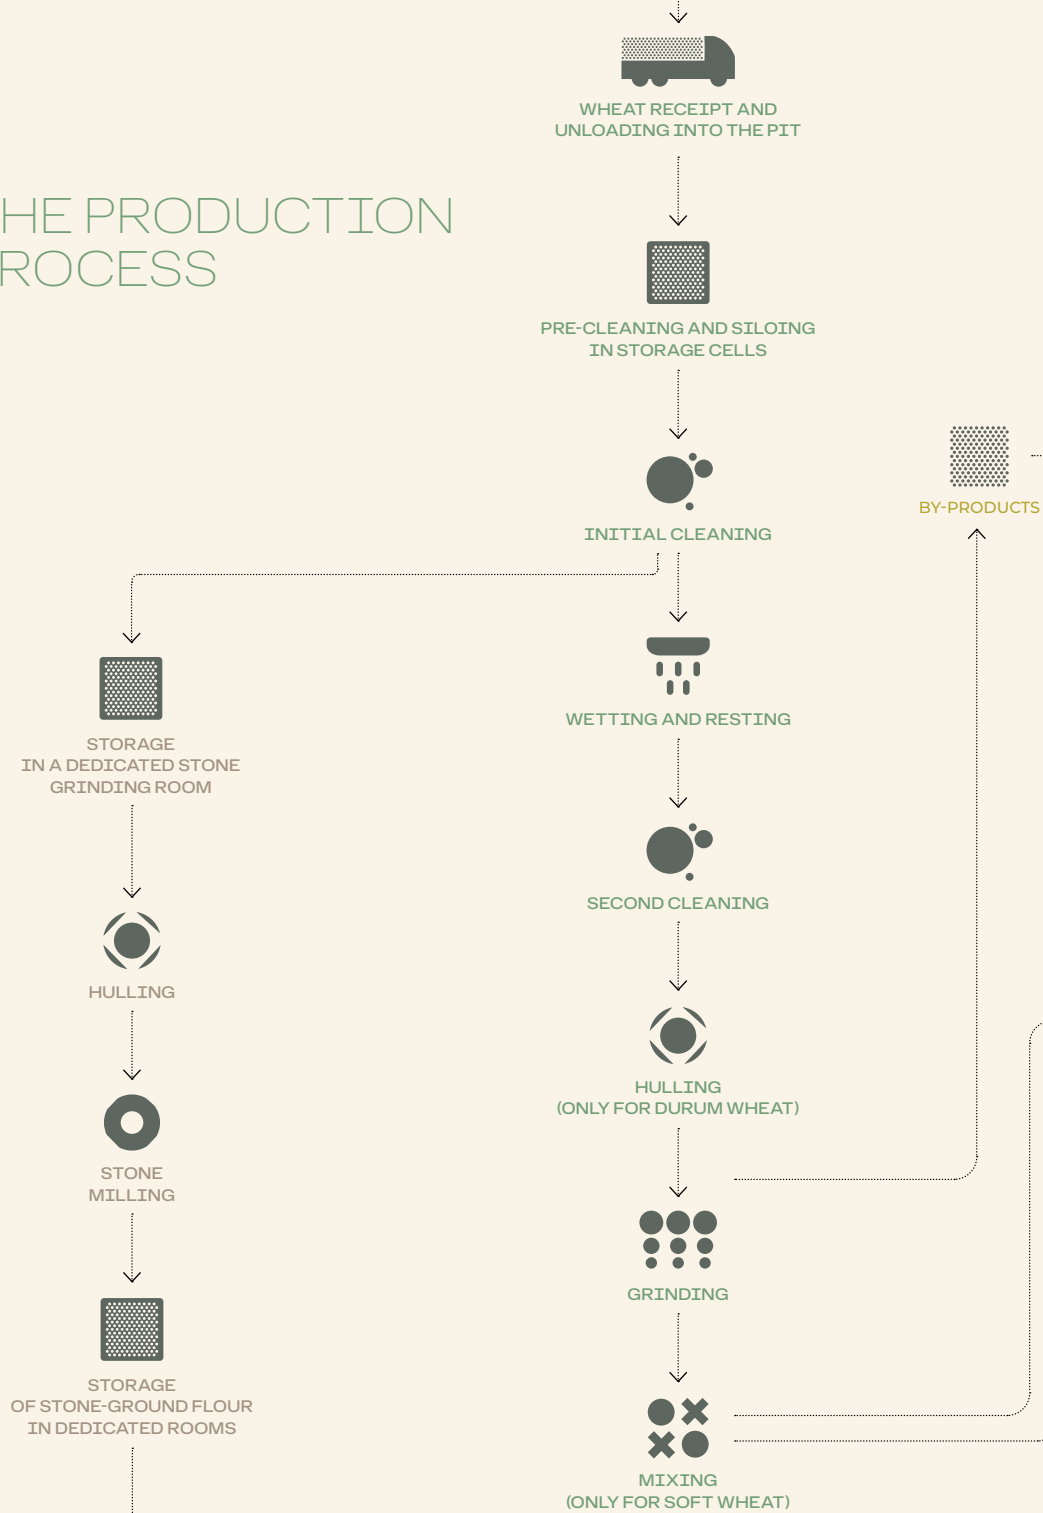 WHEAT RECEIPT AND
UNLOADING INTO THE PIT
HE PRODUCTION
ROCESS
PRE-CLEANING AND SILOING
IN STORAGE CELLS
BY-PRODUCTS
INITIAL CLEANING
STORAGE
IN A DEDICATED STONE
GRINDING ROOM
WETTING AND RESTING
SECOND CLEANING
HULLING
HULLING
(ONLY FOR DURUM WHEAT)
STONE
MILLING
GRINDING
STORAGE
OF STONE-GROUND FLOUR
IN DEDICATED ROOMS
MIXING
(ONLY FOR SOFT WHEAT)